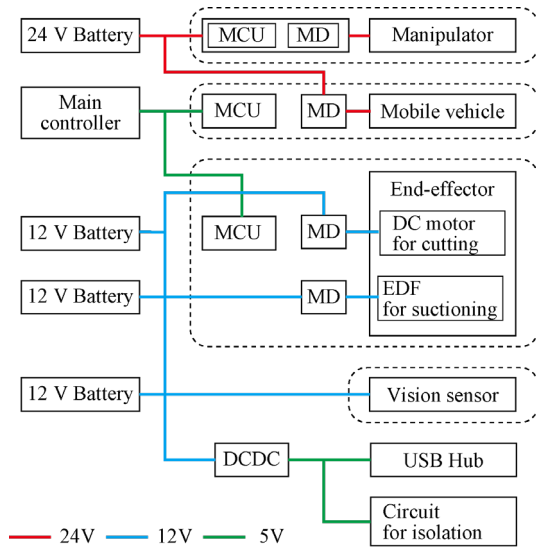 24 V Battery
MCU
MD
Manipulator
Main
controller
MCU
MD
Mobile vehicle
End-effector
12 V Battery
MCU
MD
DC motor
for cutting
12 V Battery
MD
EDF
for suctioning
12 V Battery
Vision sensor
DCDC
USB Hub
Circuit
for isolation
24V
12V
5V